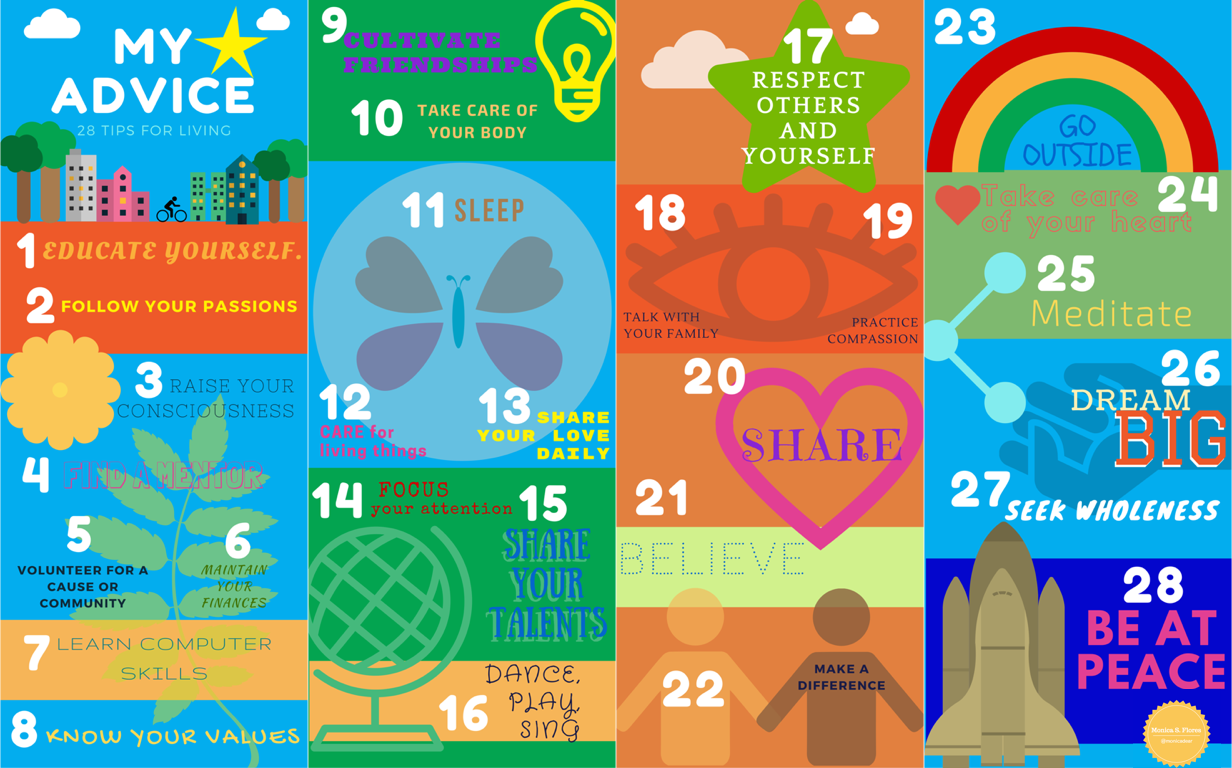 MY
ADVICE
28 TIPS FOR LIVING
1 EDUCATE YOURSELF.
2 FOLLOW YOUR PASSIONS
3 RAISE YOUR
CONSCIOUSNESS
4 FIND A MENTOR
5
VOLUNTEER FOR A
CAUSE OR
COMMUNITY
6
MAINTAIN
YOUR
FINANCES
7 LEARN COMPUTER
SKILLS
8 KNOW YOUR VALUES
9 CULTIVATE
FRIENDSHIPS
10 TAKE CARE OF
YOUR BODY
11 SLEEP
12
CARE for
living things
13 SHARE
YOUR LOVE
DAILY
14 FOCUS
your attention
15
SHARE
YOUR
TALENTS
16 DANCE,
PLAY,
SING
17
RESPECT
OTHERS
AND
YOURSELF
18
TALK WITH
YOUR FAMILY
19
PRACTICE
COMPASSION
20
SHARE
21
BELIEVE
22
MAKE A
DIFFERENCE
23
GO
OUTSIDE
24
Take care
of your heart
25
Meditate
26
DREAM
BIG
27 SEEK WHOLENESS
28
BE AT
PEACE
Monica S. Flores